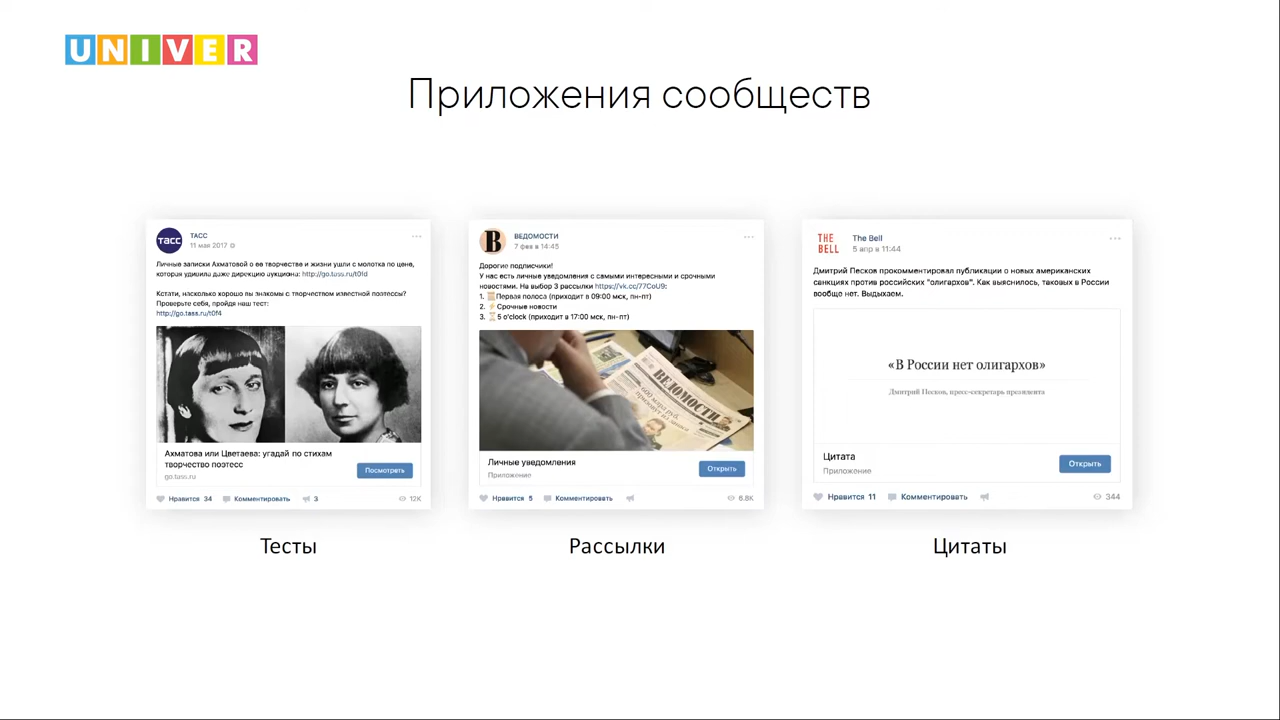 UNIVER
Приложения сообществ
ТАСС
ТАСС
11 мая 2017
Личные записки Ахматовой о ее творчестве и жизни ушли с молотка по цене,
которая удивила даже дирекцию аукциона: http://go.tass.ru/t0fd
Кстати, насколько хорошо вы знакомы с творчеством известной поэтессы?
Проверьте себя, пройдя наш тест:
http://go.tass.ru/t0f4
Ахматова или Цветаева: угадай по стихам
творчество поэтесс
go.tass.ru
Посмотреть
Нравится 34 Комментировать 3 12K
Тесты
В
ВЕДОМОСТИ
7 фев в 14:45
Дорогие подписчики!
У нас есть личные уведомления с самыми интересными и срочными
новостями. На выбор 3 рассылки https://vk.cc/77CoU9:
1. Первая полоса (приходит в 09:00 мск, пн-пт)
2. Срочные новости
3. 5 o'clock (приходит в 17:00 мск, пн-пт)
ВЕДОМОСТИ
600 млрд руб.
Личные уведомления
Приложение
Открыть
Нравится 5 Комментировать 6.8K
Рассылки
THE
BELL
The Bell
5 апр в 11:44
Дмитрий Песков прокомментировал публикации о новых американских
санкциях против российских "олигархов". Как выяснилось, таковых в России
вообще нет. Выдыхаем.
«В России нет олигархов»
Дмитрий Песков, пресс-секретарь президента
Цитата
Приложение
Открыть
Нравится 11 Комментировать 344
Цитаты